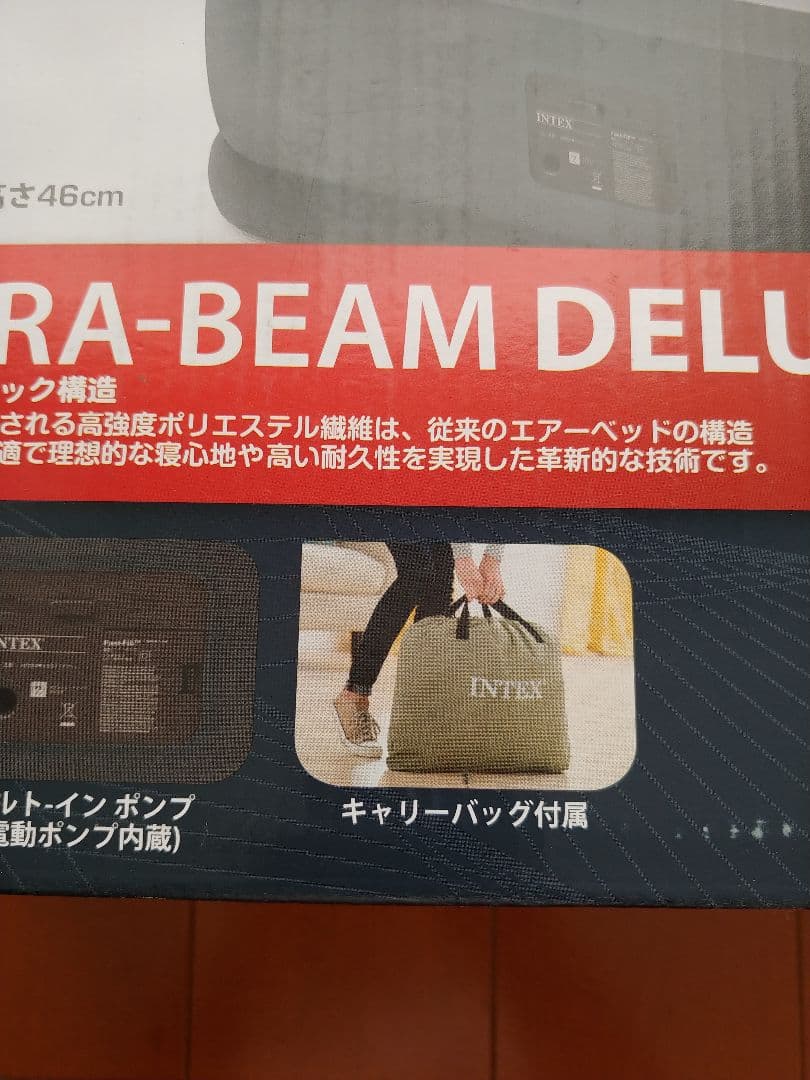 INTEX
高さ46cm
RA-BEAM DELU
ック構造
される高強度ポリエステル繊維は、従来のエアーベッドの構造
適で理想的な寝心地や高い耐久性を実現した革新的な技術です。
NTEX
INTEX
ルト-イン ポンプ
電動ポンプ内蔵)
キャリーバッグ付属